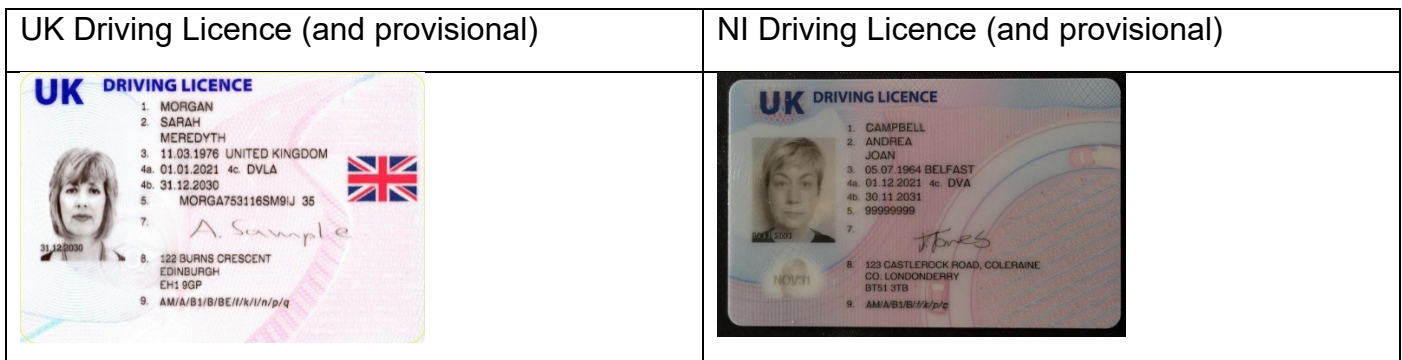 UK Driving Licence (and provisional)
NI Driving Licence (and provisional)
UK DRIVING LICENCE
1. MORGAN
2. SARAH
MEREDYTH
3. 11.03.1976 UNITED KINGDOM
4a. 01.01.2021 4c. DVLA
4b. 31.12.2030
5. MORGA753116SM9IJ 35
7. A. Sample
31.12.2030
8. 122 BURNS CRESCENT
EDINBURGH
EH1 9GP
9. AM/A/B1/B/BE/f/k/l/n/p/q
UK DRIVING LICENCE
1. CAMPBELL
2. ANDREA
JOAN
3. 05.07.1964 BELFAST
4a. 01.12.2021 4c. DVA
4b. 30.11.2031
5. 99999999
7. J. Jones
NOV31
8. 123 CASTLEROCK ROAD, COLERAINE
CO. LONDONDERRY
BT51 3TB
9. AM/A/B1/B/f/k/p/q